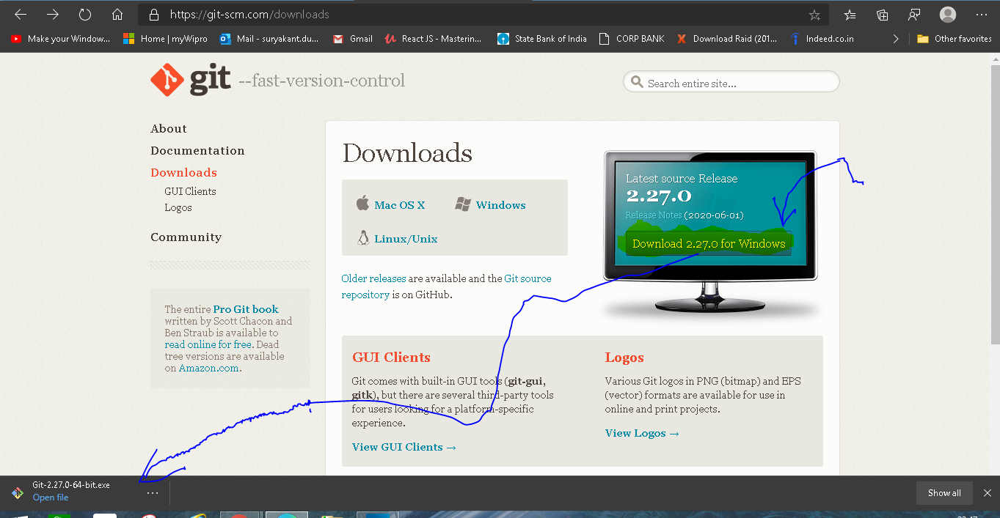 https://git-scm.com/downloads
Make your Window...
Home | myWipro
Mail - suryakant.du...
Gmail
React JS - Masterin...
State Bank of India
CORP BANK
Download Raid (201...
Indeed.co.in
Other favorites
git --fast-version-control
Search entire site...
About
Documentation
Downloads
GUI Clients
Logos
Community
The entire Pro Git book
written by Scott Chacon and
Ben Straub is available to
read online for free. Dead
tree versions are available
on Amazon.com.
Downloads
Mac OS X
Windows
Linux/Unix
Older releases are available and the Git source
repository is on GitHub.
Latest source Release
2.27.0
Release Notes (2020-06-01)
Download 2.27.0 for Windows
GUI Clients
Git comes with built-in GUI tools (git-gui,
gitk), but there are several third-party tools
for users looking for a platform-specific
experience.
View GUI Clients →
Logos
Various Git logos in PNG (bitmap) and EPS
(vector) formats are available for use in
online and print projects.
View Logos →
Git-2.27.0-64-bit.exe
Open file
Show all